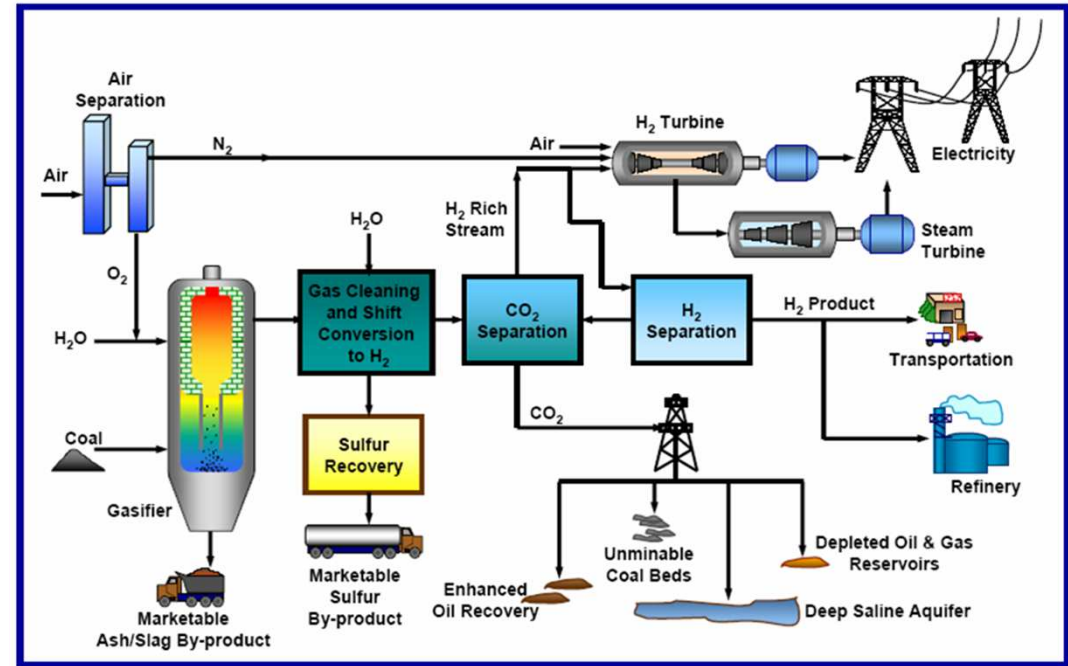 Air
Separation
Air
N₂
O₂
H₂O
Coal
Gasifier
Marketable
Ash/Slag By-product
H₂O
Gas Cleaning
and Shift
Conversion
to H₂
Sulfur
Recovery
Marketable
Sulfur
By-product
H₂ Rich
Stream
CO₂
Separation
CO₂
Air
H₂ Turbine
Electricity
Steam
Turbine
H₂
Separation
H₂ Product
Transportation
Refinery
Enhanced
Oil Recovery
Unminable
Coal Beds
Depleted Oil & Gas
Reservoirs
Deep Saline Aquifer